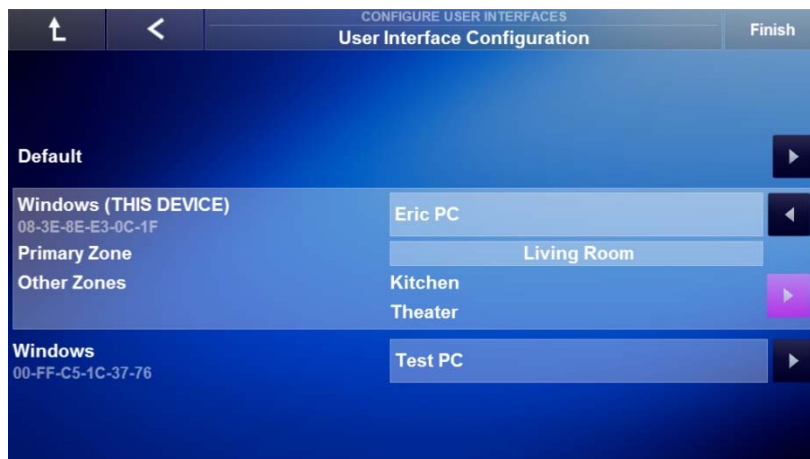 CONFIGURE USER INTERFACES
User Interface Configuration
Finish
Default
Windows (THIS DEVICE)
Eric PC
08-3E-8E-E3-0C-1F
Primary Zone
Living Room
Other Zones
Kitchen
Theater
Windows
Test PC
00-FF-C5-1C-37-76